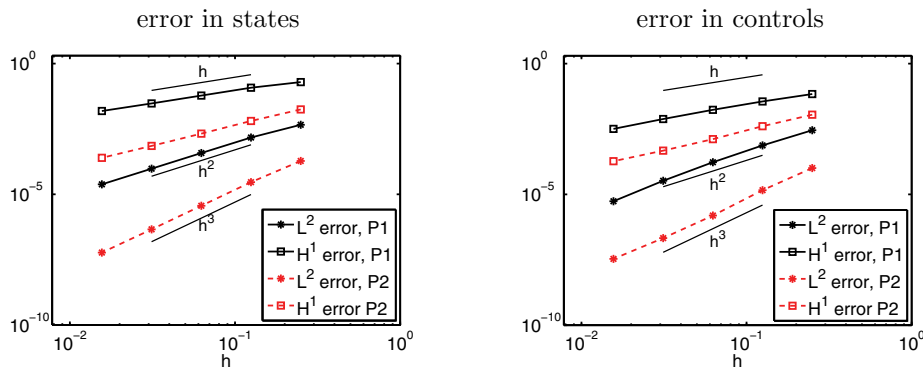 error in states
10^0
10^-5
10^-10
10^-2
10^-1
10^0
h
h
h^2
h^3
L^2 error, P1
H^1 error, P1
L^2 error, P2
H^1 error P2
error in controls
10^0
10^-5
10^-10
10^-2
10^-1
10^0
h
h
h^2
h^3
L^2 error, P1
H^1 error, P1
L^2 error, P2
H^1 error P2